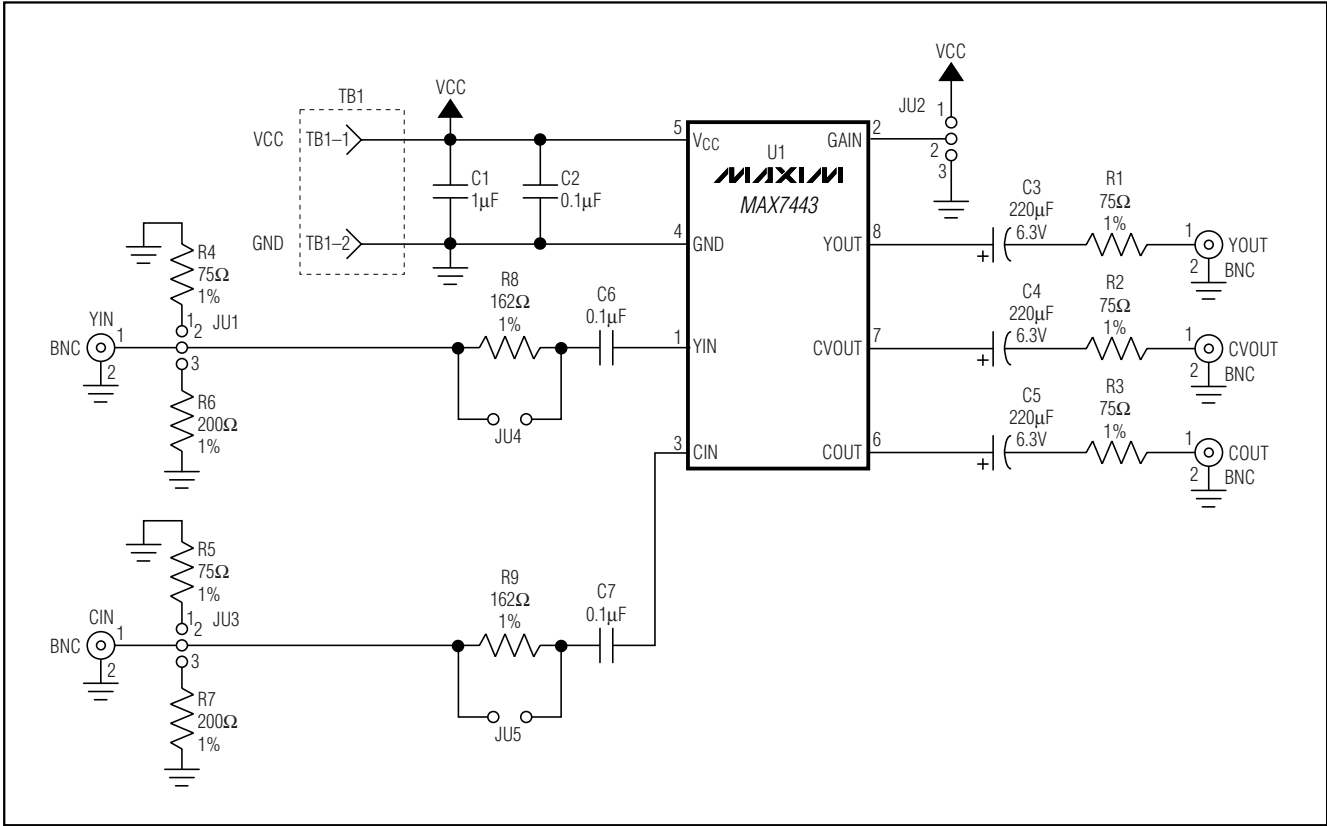 VCC
JU2
1
2
3
TB1
VCC
VCC
TB1–1
GND
TB1–2
C1
1µF
C2
0.1µF
5
VCC
GAIN
2
U1
MAXIM
MAX7443
4
GND
YOUT
8
1
YIN
CVOUT
7
3
CIN
COUT
6
C3
220µF
6.3V
+
R1
75Ω
1%
1
YOUT
2
BNC
C4
220µF
6.3V
+
R2
75Ω
1%
1
CVOUT
2
BNC
C5
220µF
6.3V
+
R3
75Ω
1%
1
COUT
2
BNC
R4
75Ω
1%
YIN
BNC
1
2
1
2
JU1
3
R6
200Ω
1%
R8
162Ω
1%
C6
0.1µF
JU4
R5
75Ω
1%
CIN
BNC
1
2
1
2
JU3
3
R7
200Ω
1%
R9
162Ω
1%
C7
0.1µF
JU5